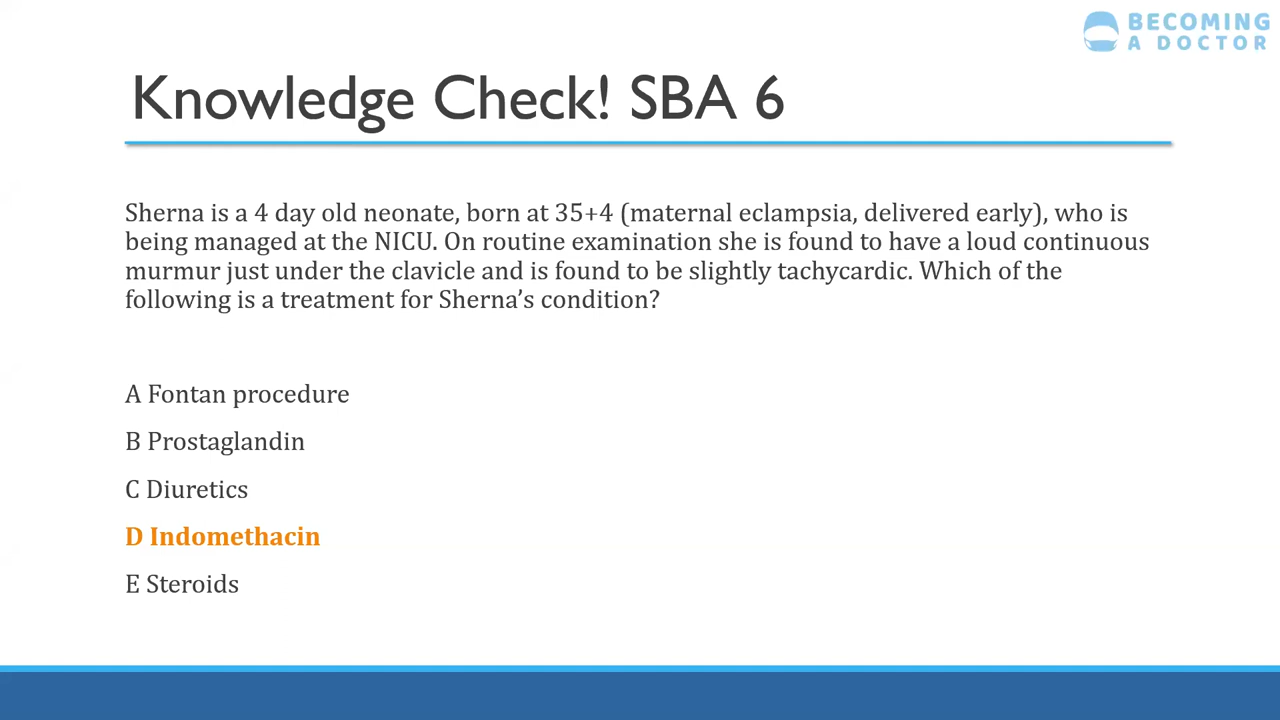 BECOMING
A DOCTOR
Knowledge Check! SBA 6
Sherna is a 4 day old neonate, born at 35+4 (maternal eclampsia, delivered early), who is
being managed at the NICU. On routine examination she is found to have a loud continuous
murmur just under the clavicle and is found to be slightly tachycardic. Which of the
following is a treatment for Sherna’s condition?
A Fontan procedure
B Prostaglandin
C Diuretics
D Indomethacin
E Steroids